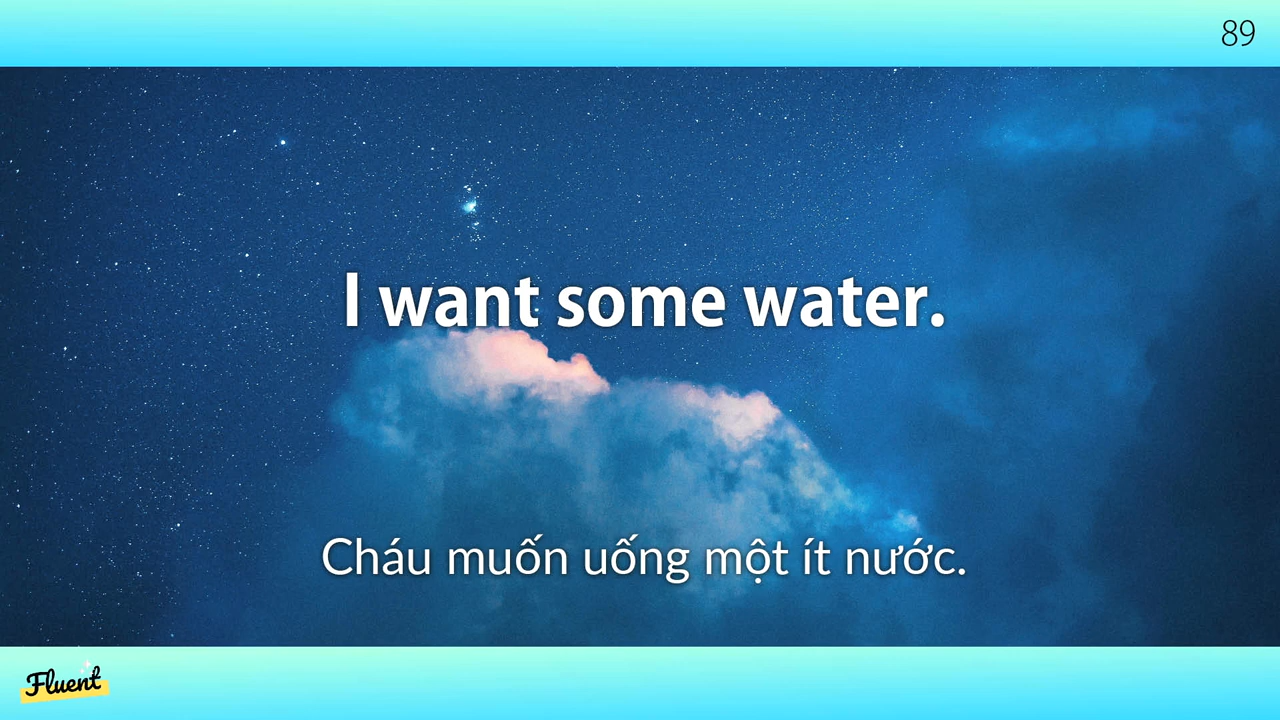 89
I want some water.
Cháu muốn uống một ít nước.
Fluent